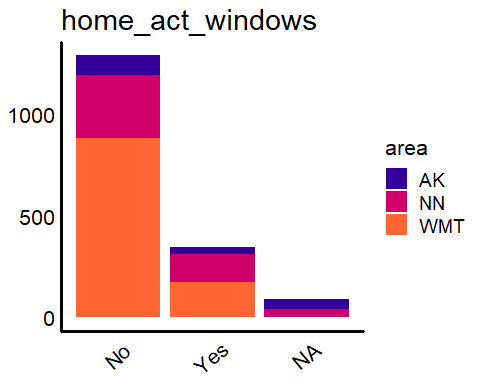 home_act_windows
1000
500
0
No
Yes
NA
area
AK
NN
WMT